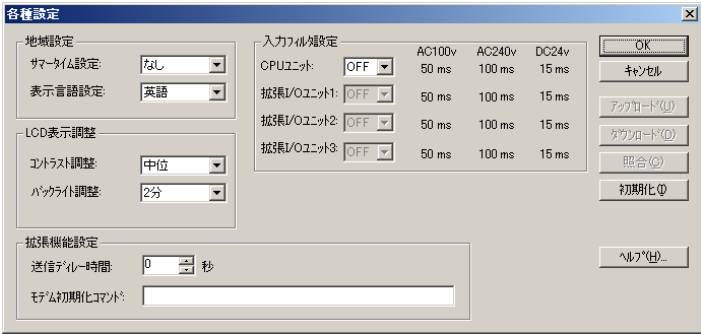 各種設定
地域設定
サマータイム設定: なし
表示言語設定: 英語
LCD表示調整
コントラスト調整: 中位
バックライト調整: 2分
入力フィルタ設定
AC100v AC240v DC24v
CPUユニット: OFF 50 ms 100 ms 15 ms
拡張I/Oユニット1: OFF 50 ms 100 ms 15 ms
拡張I/Oユニット2: OFF 50 ms 100 ms 15 ms
拡張I/Oユニット3: OFF 50 ms 100 ms 15 ms
拡張機能設定
送信ディレー時間: 0 秒
モデム初期化コマンド:
OK
キャンセル
アップロード(U)
ダウンロード(D)
照合(C)
初期化(I)
ヘルプ(H)...